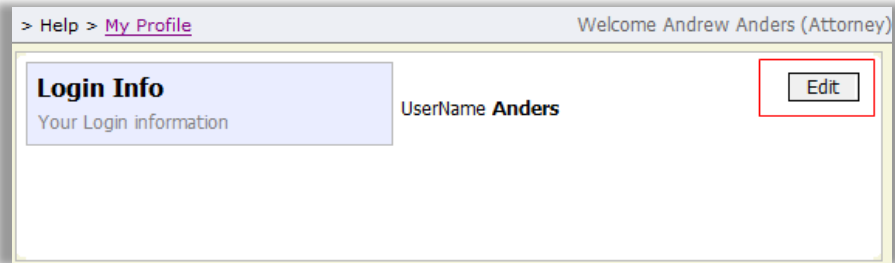 > Help > My Profile
Welcome Andrew Anders (Attorney)
Login Info
Your Login information
UserName Anders
Edit